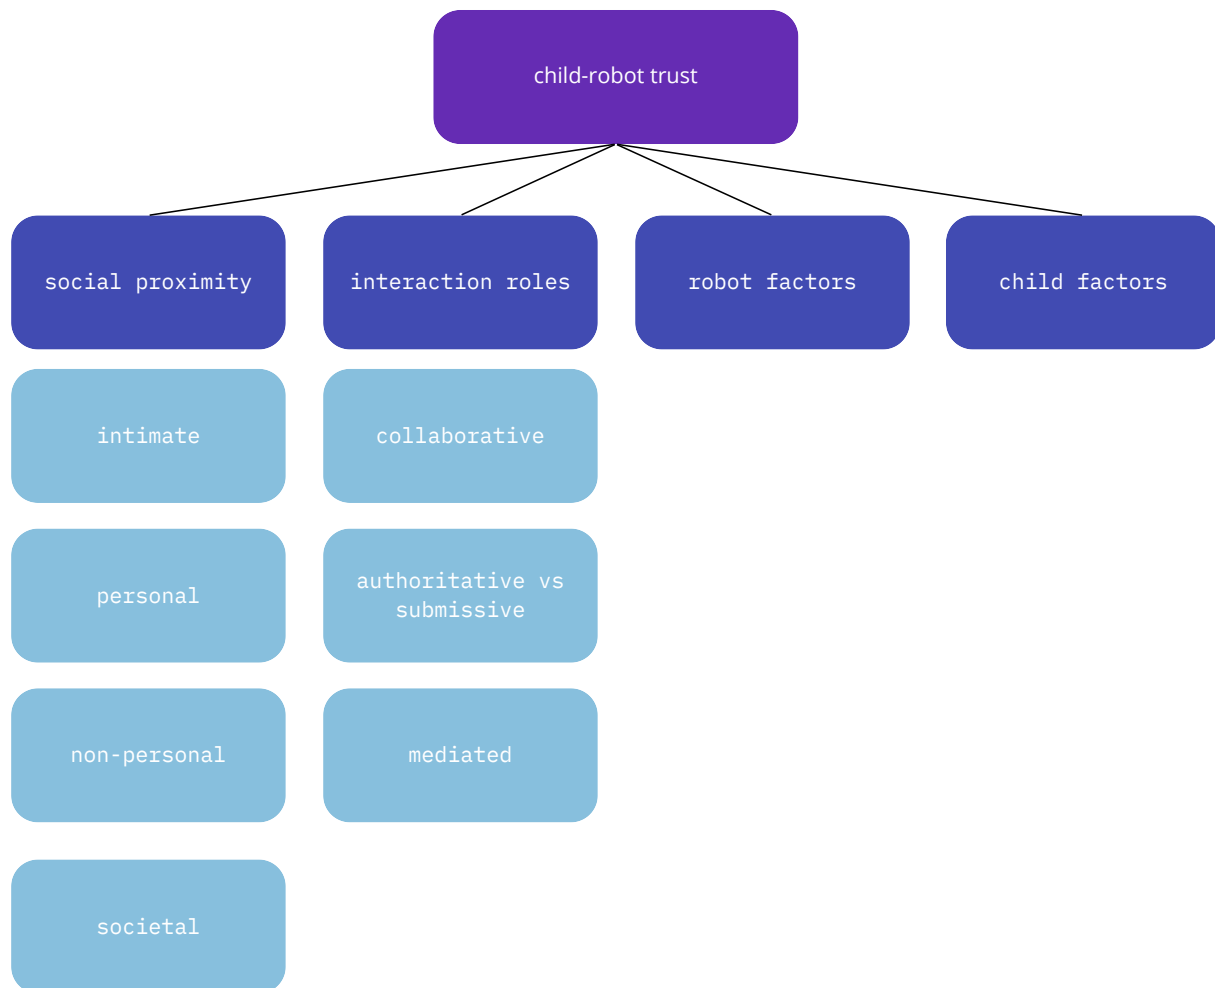 child-robot trust
social proximity
interaction roles
robot factors
child factors
intimate
collaborative
personal
authoritative vs
submissive
non-personal
mediated
societal